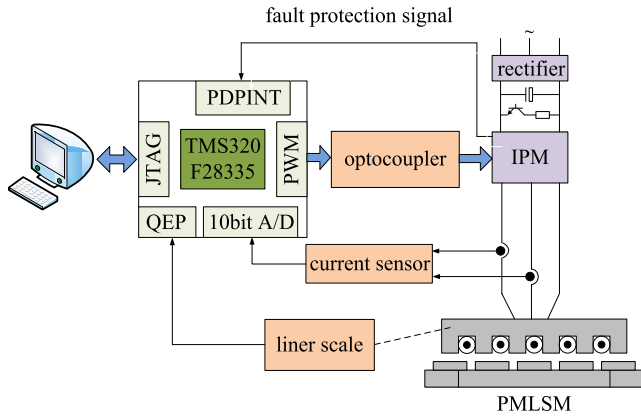 fault protection signal
~
rectifier
PDPINT
JTAG
TMS320
F28335
PWM
optocoupler
IPM
QEP
10bit A/D
current sensor
liner scale
PMLSM